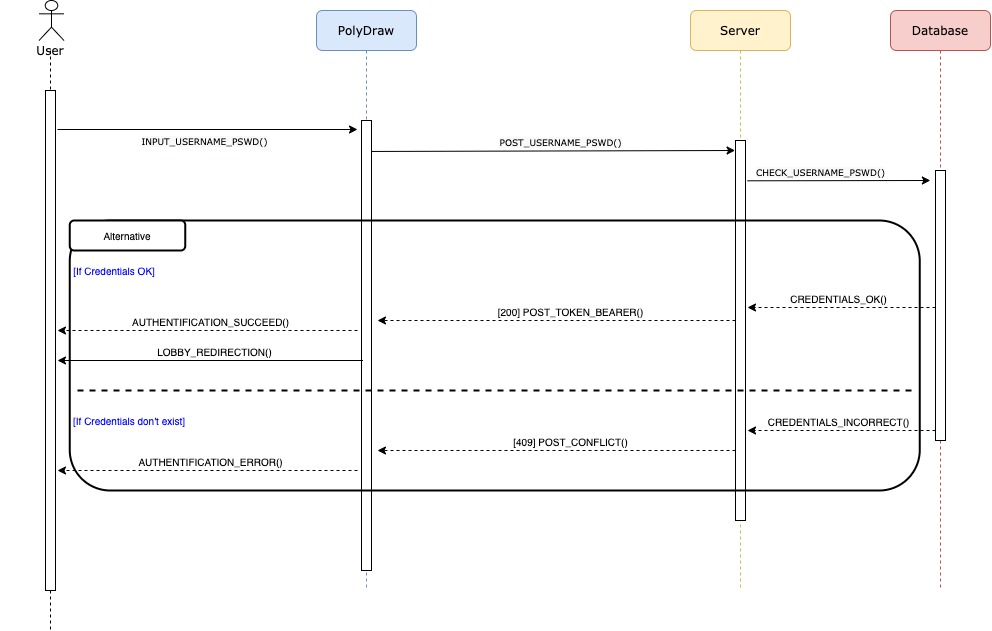 User
PolyDraw
Server
Database
INPUT_USERNAME_PSWD()
POST_USERNAME_PSWD()
CHECK_USERNAME_PSWD()
Alternative
[If Credentials OK]
CREDENTIALS_OK()
[200] POST_TOKEN_BEARER()
AUTHENTIFICATION_SUCCEED()
LOBBY_REDIRECTION()
[If Credentials don't exist]
CREDENTIALS_INCORRECT()
[409] POST_CONFLICT()
AUTHENTIFICATION_ERROR()